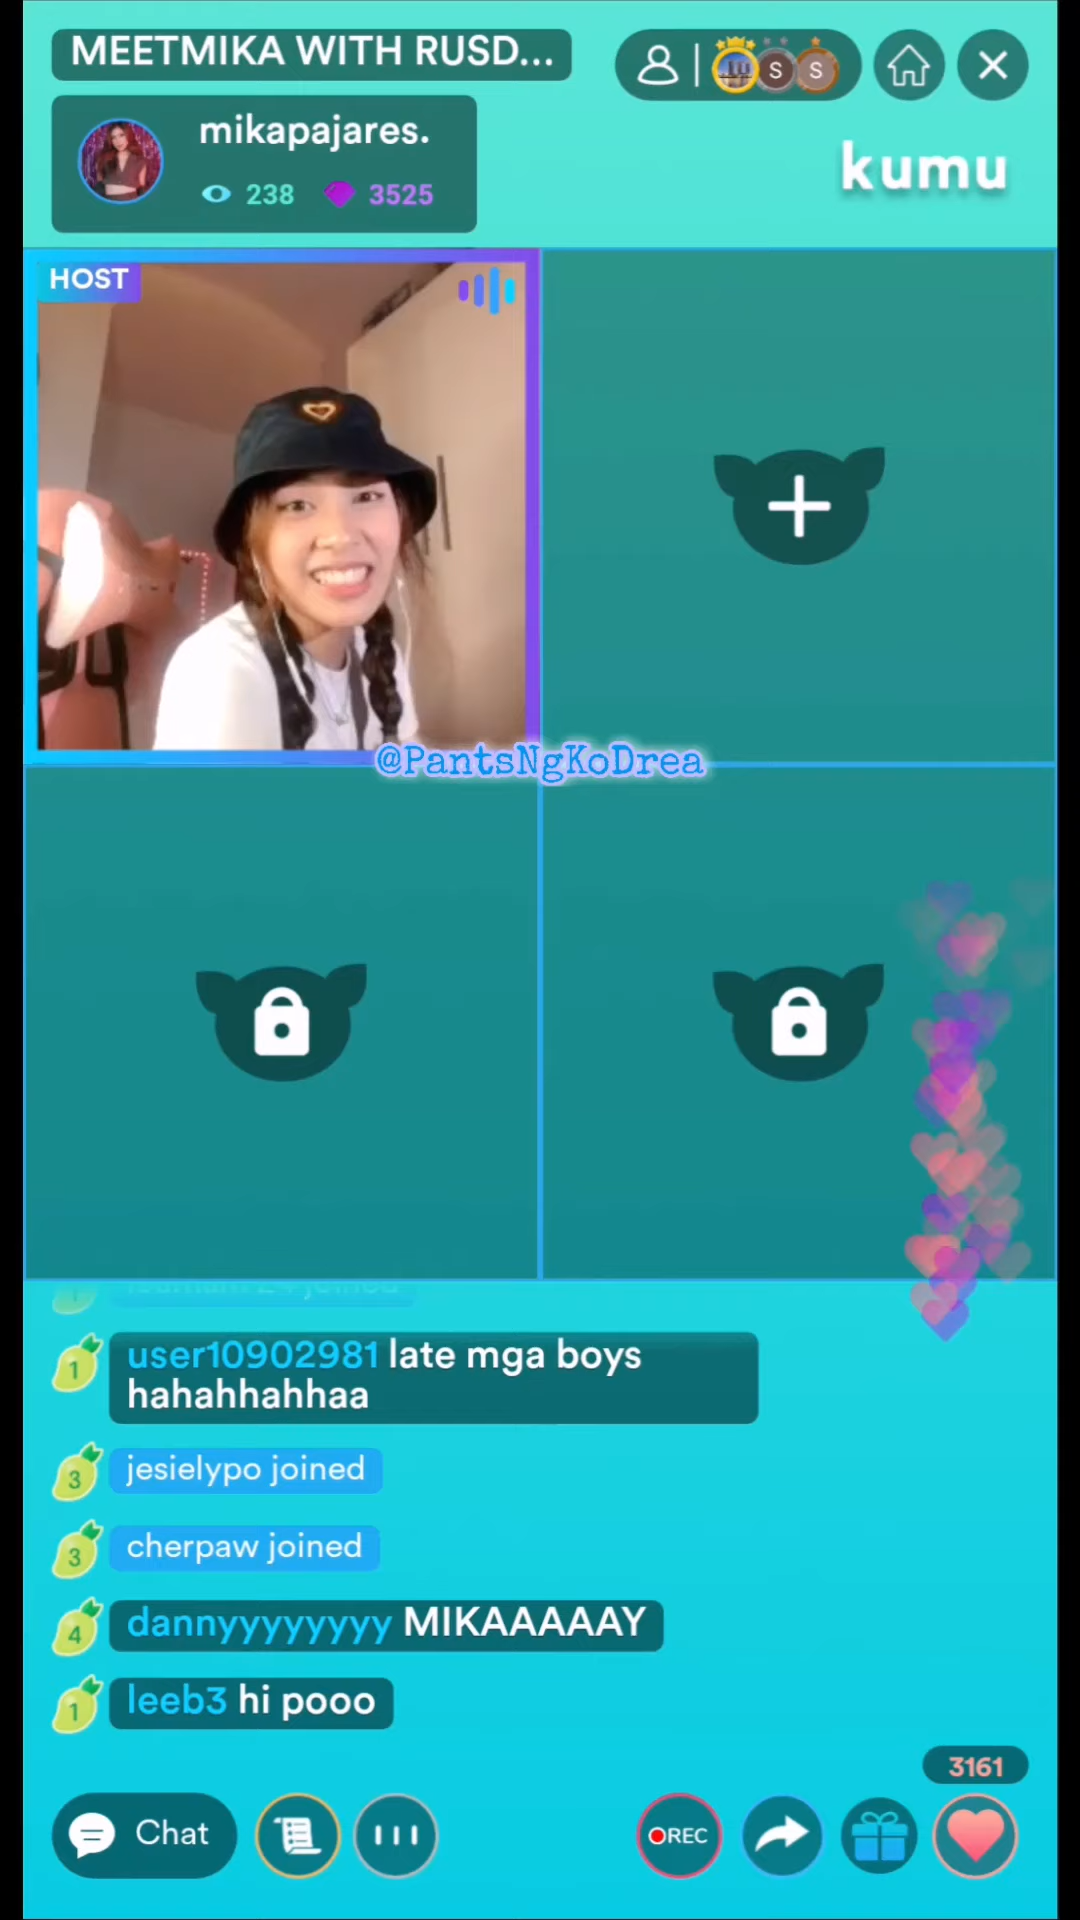 MEETMIKA WITH RUSD...
S
S
mikapajares.
238
3525
kumu
HOST
@PantsNgKoDrea
user10902981 late mga boys
hahahhahhaa
1
jesielypo joined
3
cherpaw joined
3
dannyyyyyyyy MIKAAAAAY
4
leeb3 hi pooo
1
3161
Chat
REC